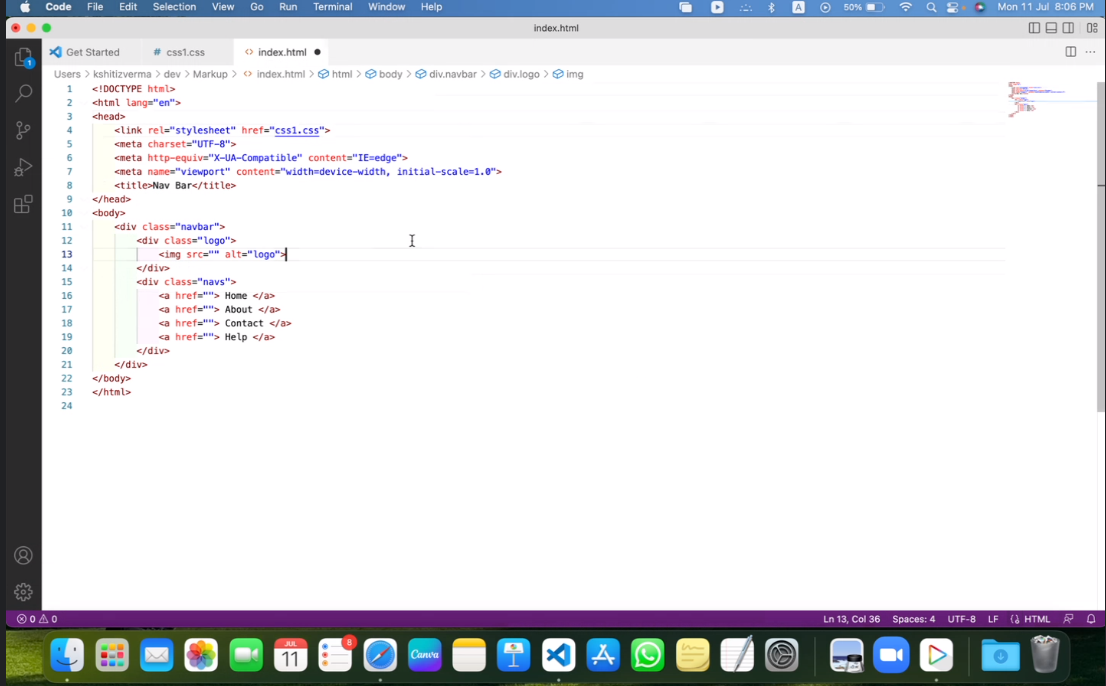 Code File Edit Selection View Go Run Terminal Window Help A 50% Mon 11 Jul 8:06 PM
index.html
Get Started # css1.css <> index.html
Users > kshitizverma > dev > Markup > <> index.html > html > body > div.navbar > div.logo > img
1 <!DOCTYPE html>
2 <html lang="en">
3 <head>
4 <link rel="stylesheet" href="css1.css">
5 <meta charset="UTF-8">
6 <meta http-equiv="X-UA-Compatible" content="IE=edge">
7 <meta name="viewport" content="width=device-width, initial-scale=1.0">
8 <title>Nav Bar</title>
9 </head>
10 <body>
11 <div class="navbar">
12 <div class="logo">
13 <img src="" alt="logo">
14 </div>
15 <div class="navs">
16 <a href=""> Home </a>
17 <a href=""> About </a>
18 <a href=""> Contact </a>
19 <a href=""> Help </a>
20 </div>
21 </div>
22 </body>
23 </html>
24
1
0 0 Ln 13, Col 36 Spaces: 4 UTF-8 LF HTML
JUL
11
8
Canva